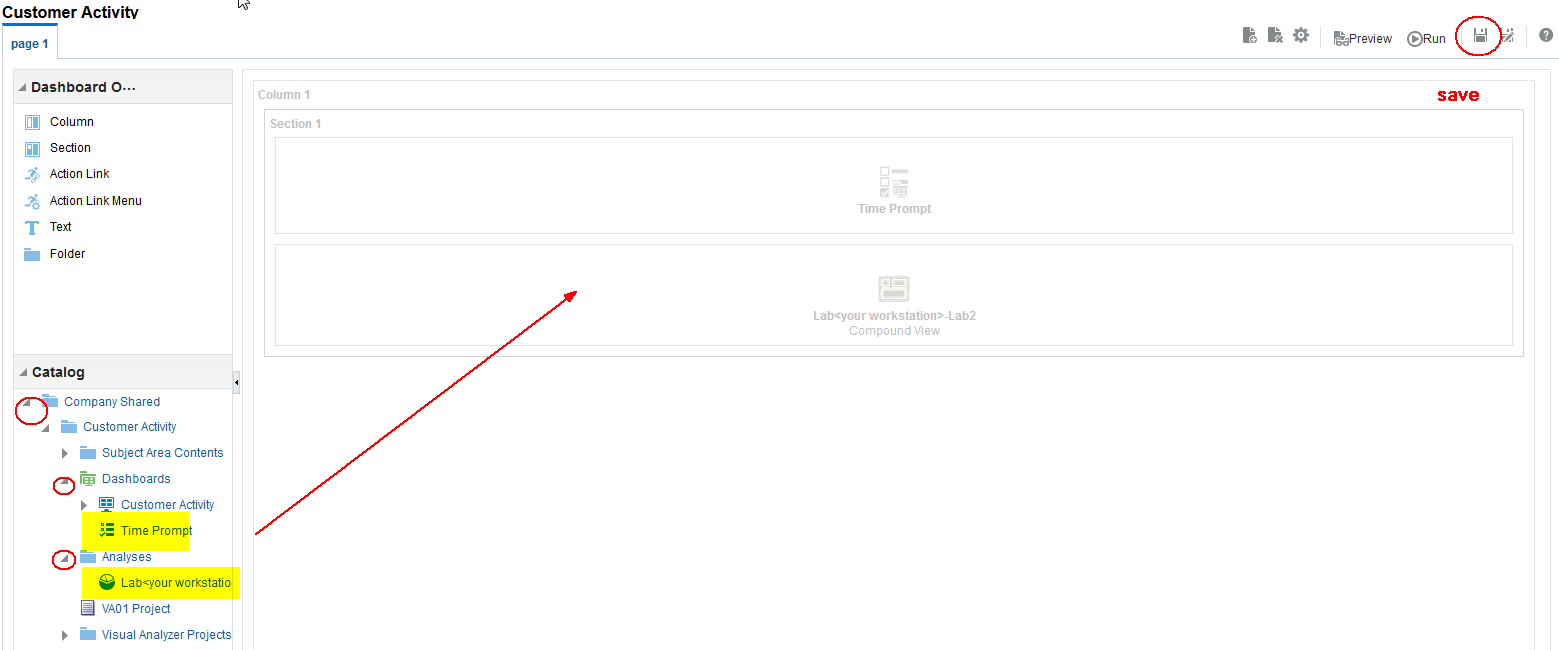 Customer Activity
page 1
Preview
Run
save
Dashboard O...
Column
Section
Action Link
Action Link Menu
Text
Folder
Column 1
Section 1
Time Prompt
Lab<your workstation>-Lab2
Compound View
Catalog
Company Shared
Customer Activity
Subject Area Contents
Dashboards
Customer Activity
Time Prompt
Analyses
Lab<your workstatio
VA01 Project
Visual Analyzer Projects